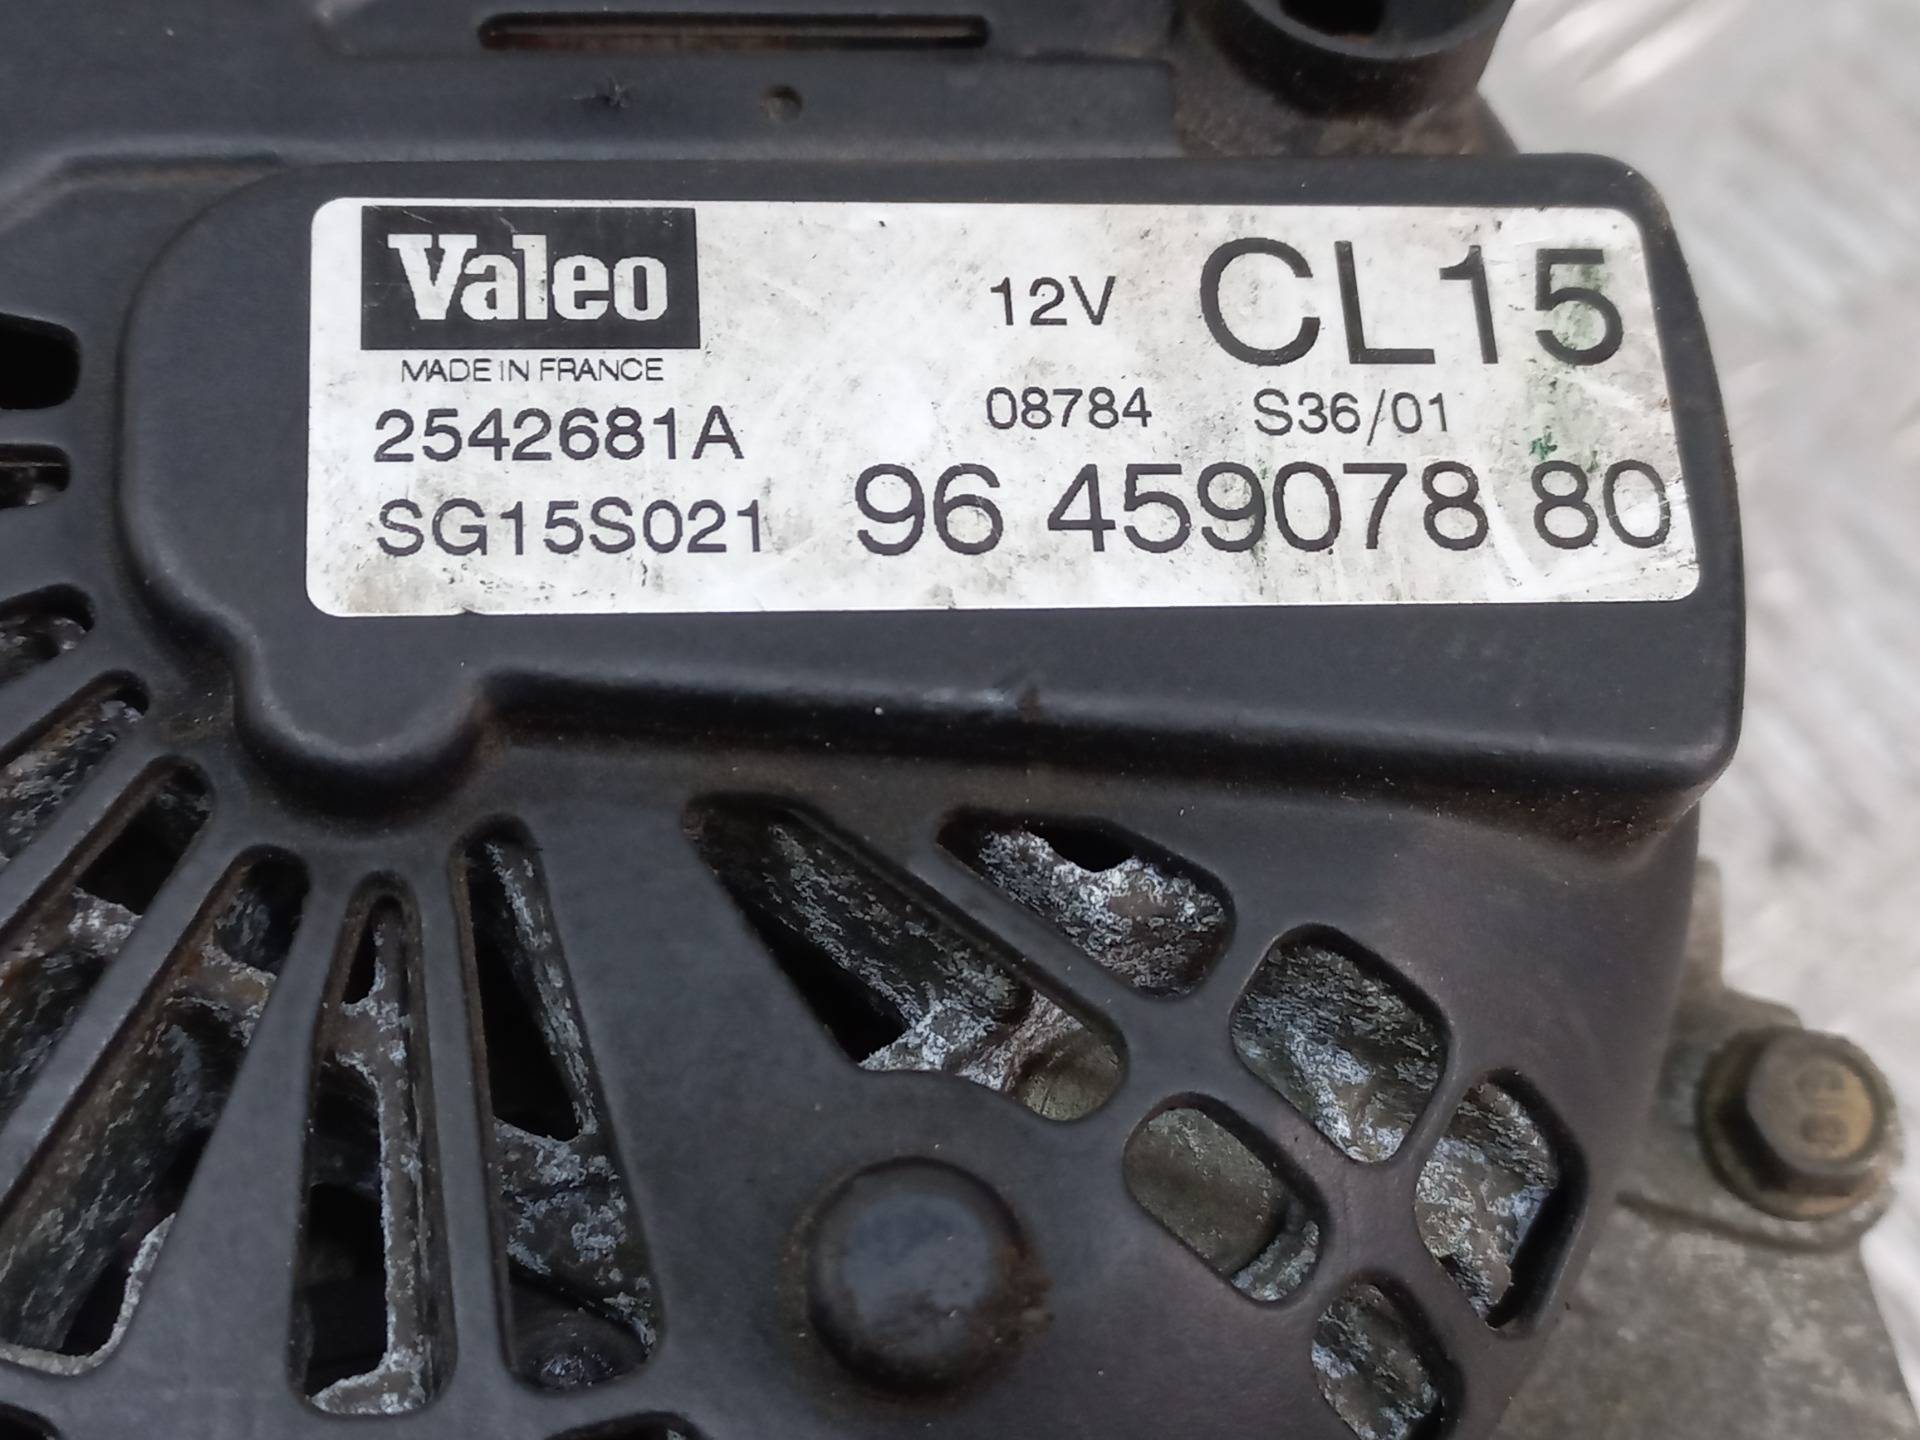 Valeo
MADE IN FRANCE
12V CL15
2542681A 08784 S36/01
SG15S021 96 459078 80